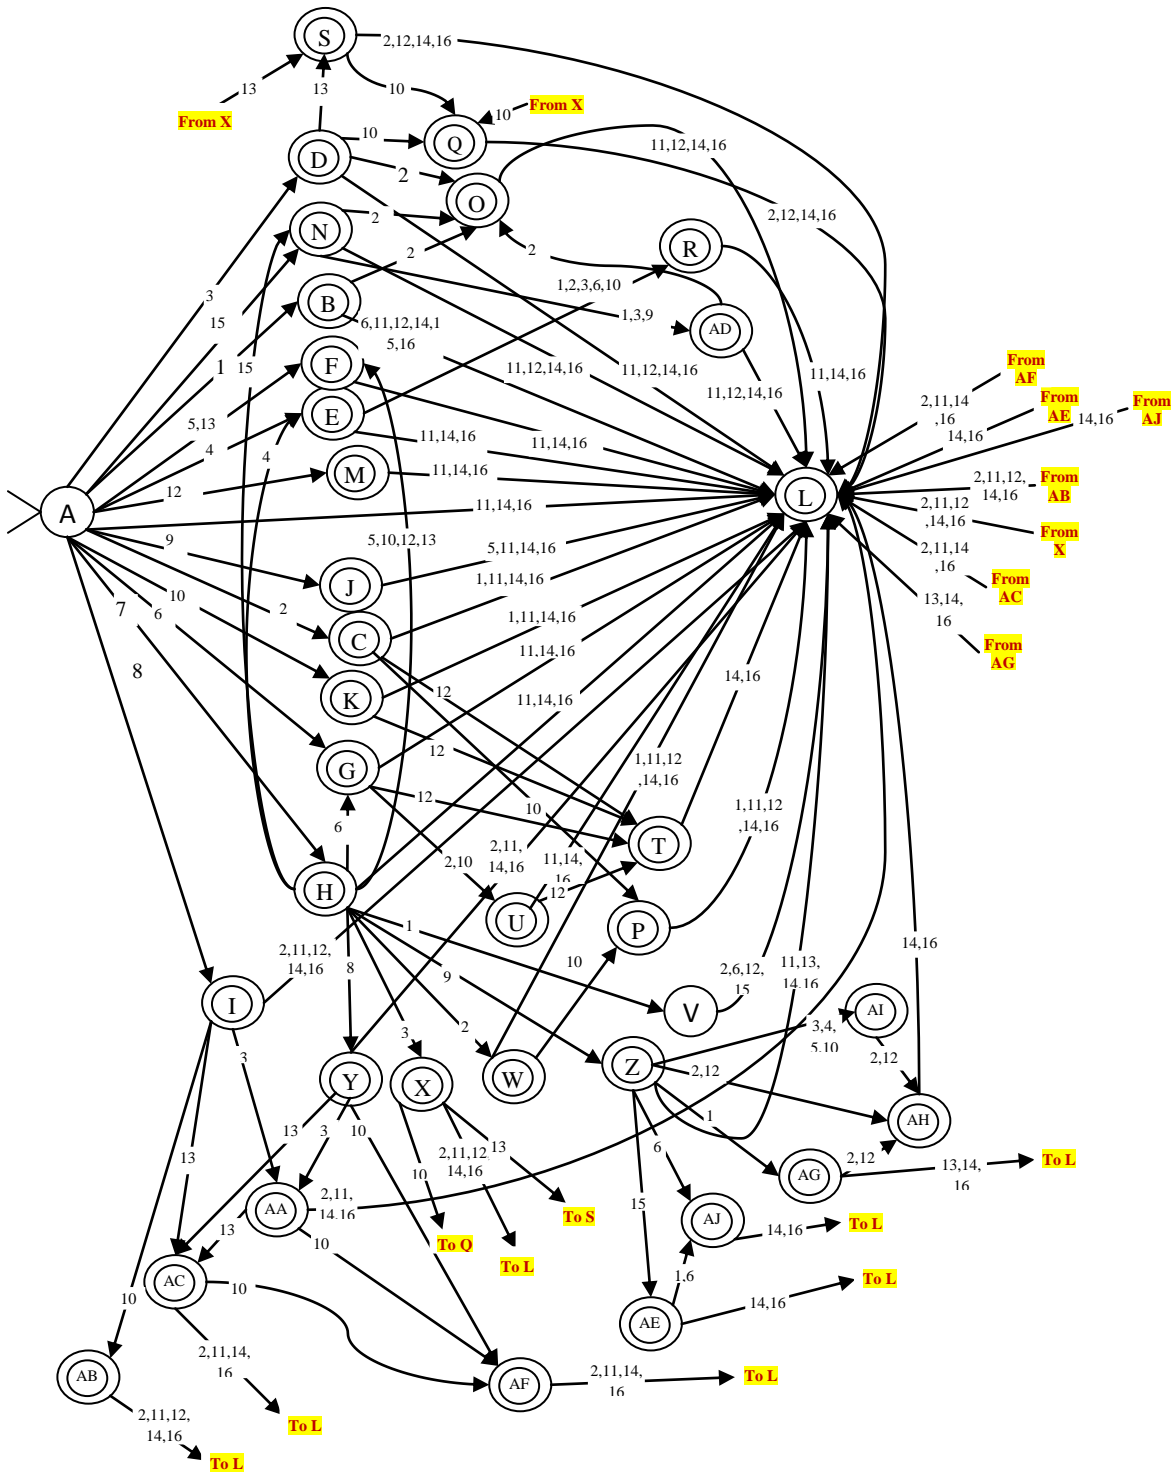 S
2,12,14,16
13
13
10
From X
10
From X
10
Q
11,12,14,16
D
2
O
2,12,14,16
N
2
R
2
2
1,2,3,6,10
3
B
15
6,11,12,14,1
5,16
1,3,9
AD
1
15
F
11,12,14,16
11,12,14,16
11,14,16
From
AF
11,12,14,16
2,11,14
,16
From
AE
From
AJ
5,13
E
14,16
14,16
4
4
11,14,16
11,14,16
M
11,14,16
12
L
2,11,12,
14,16
From
AB
A
11,14,16
2,11,12
,14,16
From
X
9
5,10,12,13
5,11,14,16
2,11,14
,16
From
AC
J
1,11,14,16
10
2
13,14,
16
7
6
C
1,11,14,16
From
AG
11,14,16
8
12
14,16
K
11,14,16
12
1,11,12
,14,16
G
12
10
1,11,12
,14,16
6
2,10
2,11,
14,16
11,14,
16
T
H
12
U
P
1
2,11,12,
14,16
8
9
10
2,6,12,
15
11,13,
14,16
14,16
I
V
3,4,
5,10
AI
3
3
2
2,12
2,12
Y
X
W
Z
AH
1
13
3
10
6
2,12
13
2,11,12,
14,16
13
13,14,
16
To L
10
AG
AA
2,11,
14,16
15
To S
13
10
AJ
14,16
To L
To Q
To L
AC
10
1,6
14,16
To L
10
AE
2,11,14,
16
AB
AF
2,11,14,
16
To L
2,11,12,
14,16
To L
To L